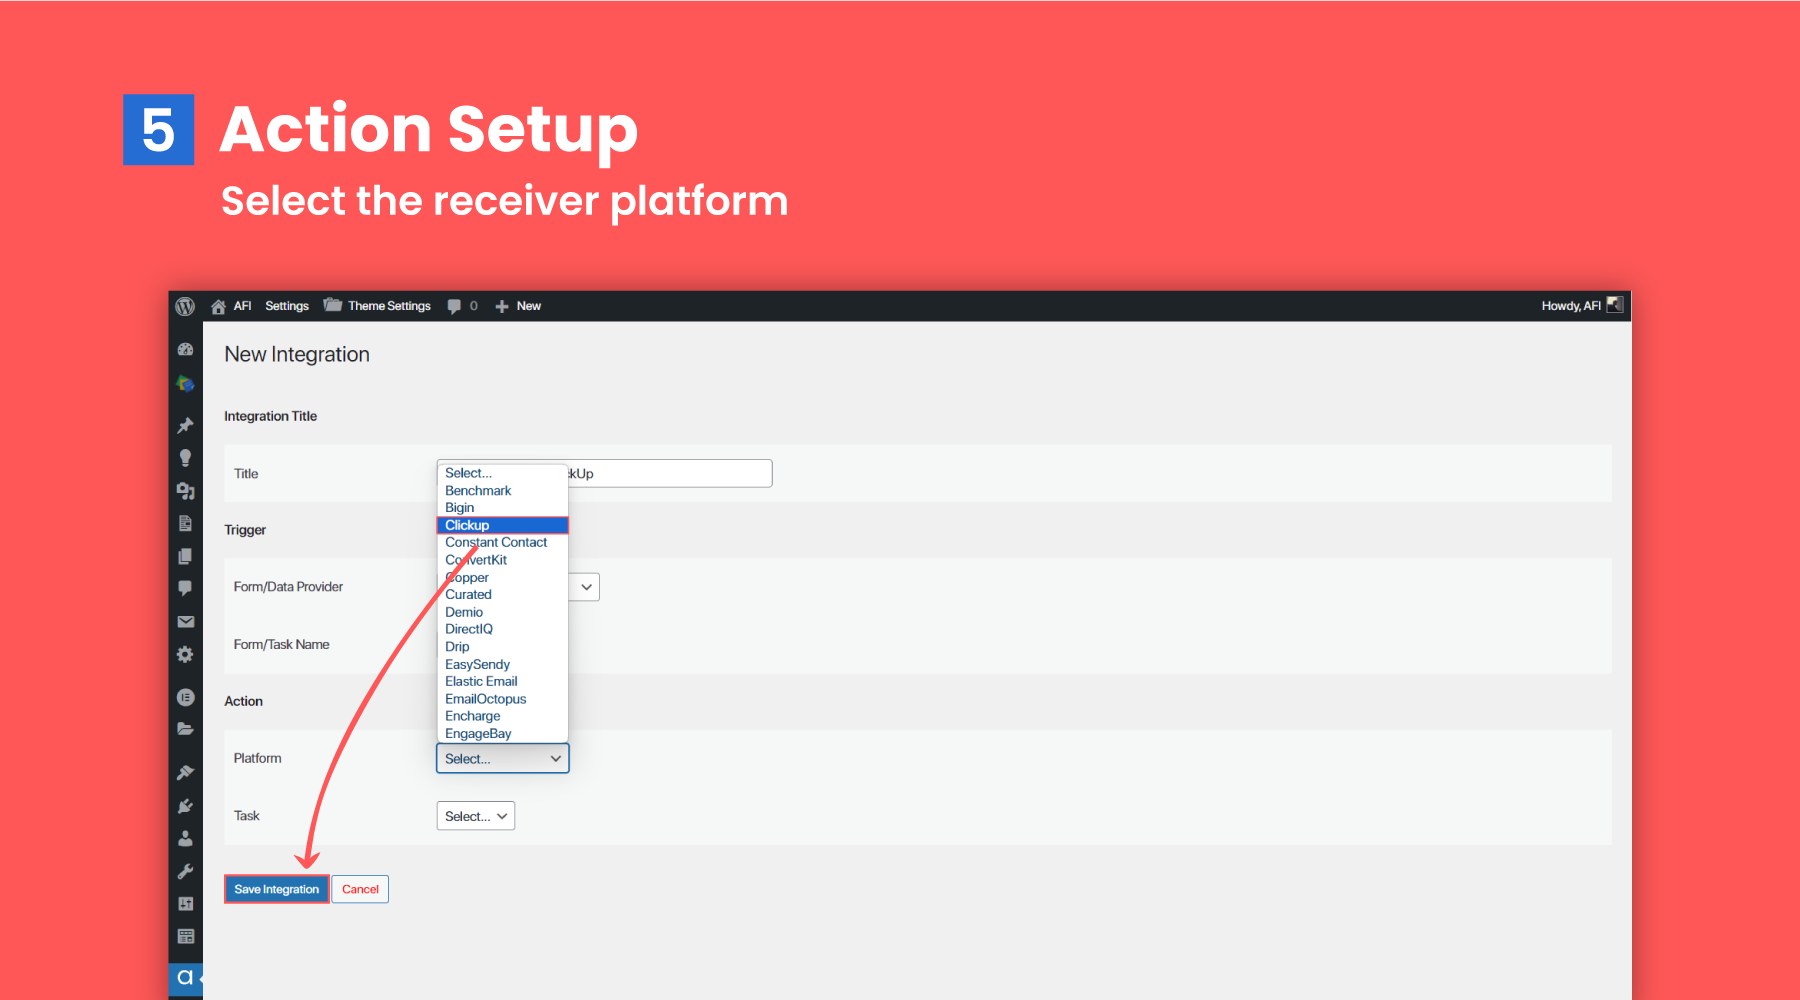 5 Action Setup
Select the receiver platform
AFI Settings Theme Settings 0 New Howdy, AFI
New Integration
Integration Title
Title
kUp
Select...
Benchmark
Bigin
Clickup
Constant Contact
ConvertKit
Copper
Curated
Demio
DirectIQ
Drip
EasySendy
Elastic Email
EmailOctopus
Encharge
EngageBay
Trigger
Form/Data Provider
Form/Task Name
Action
Platform Select...
Task Select...
Save Integration Cancel
a